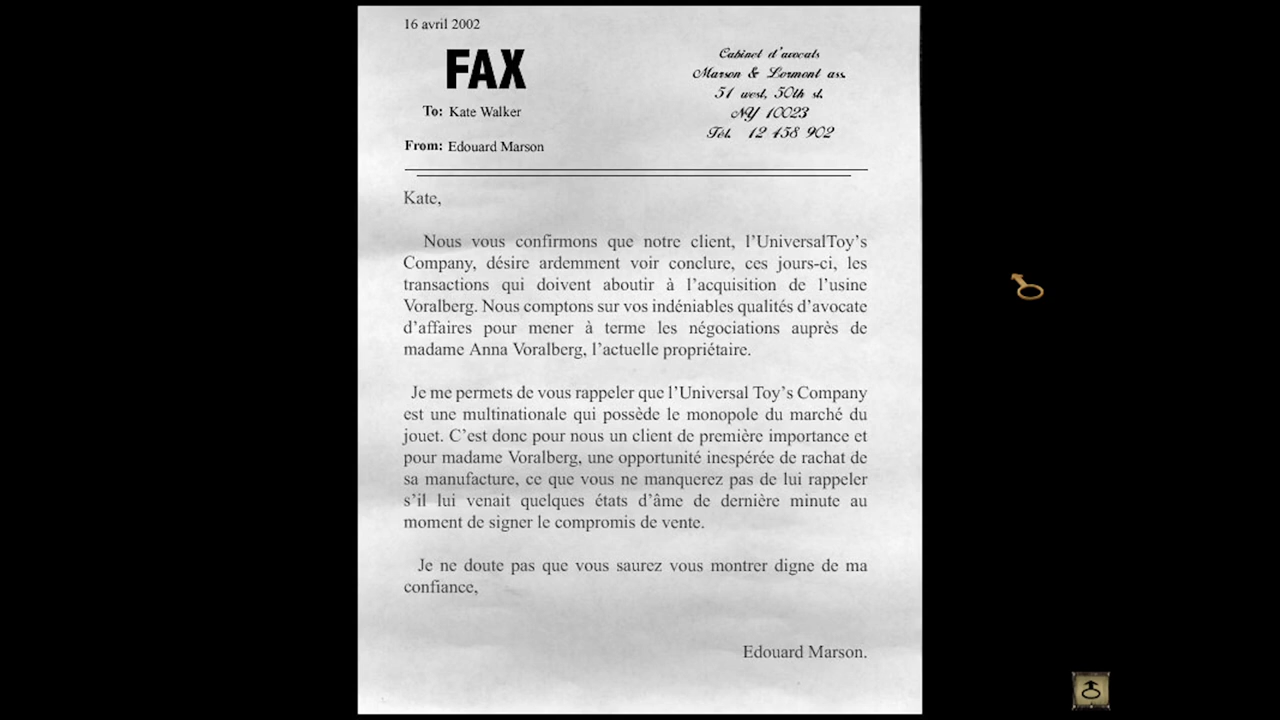 16 avril 2002
FAX
To: Kate Walker
From: Edouard Marson
Cabinet d'avocats
Marson & Lormont ass.
51 west, 50th st.
NY 10023
Tél. 12 458 902
Kate,
Nous vous confirmons que notre client, l'UniversalToy's
Company, désire ardemment voir conclure, ces jours-ci, les
transactions qui doivent aboutir à l'acquisition de l'usine
Voralberg. Nous comptons sur vos indéniables qualités d'avocate
d'affaires pour mener à terme les négociations auprès de
madame Anna Voralberg, l'actuelle propriétaire.
Je me permets de vous rappeler que l'Universal Toy's Company
est une multinationale qui possède le monopole du marché du
jouet. C'est donc pour nous un client de première importance et
pour madame Voralberg, une opportunité inespérée de rachat de
sa manufacture, ce que vous ne manquerez pas de lui rappeler
s'il lui venait quelques états d'âme de dernière minute au
moment de signer le compromis de vente.
Je ne doute pas que vous saurez vous montrer digne de ma
confiance,
Edouard Marson.